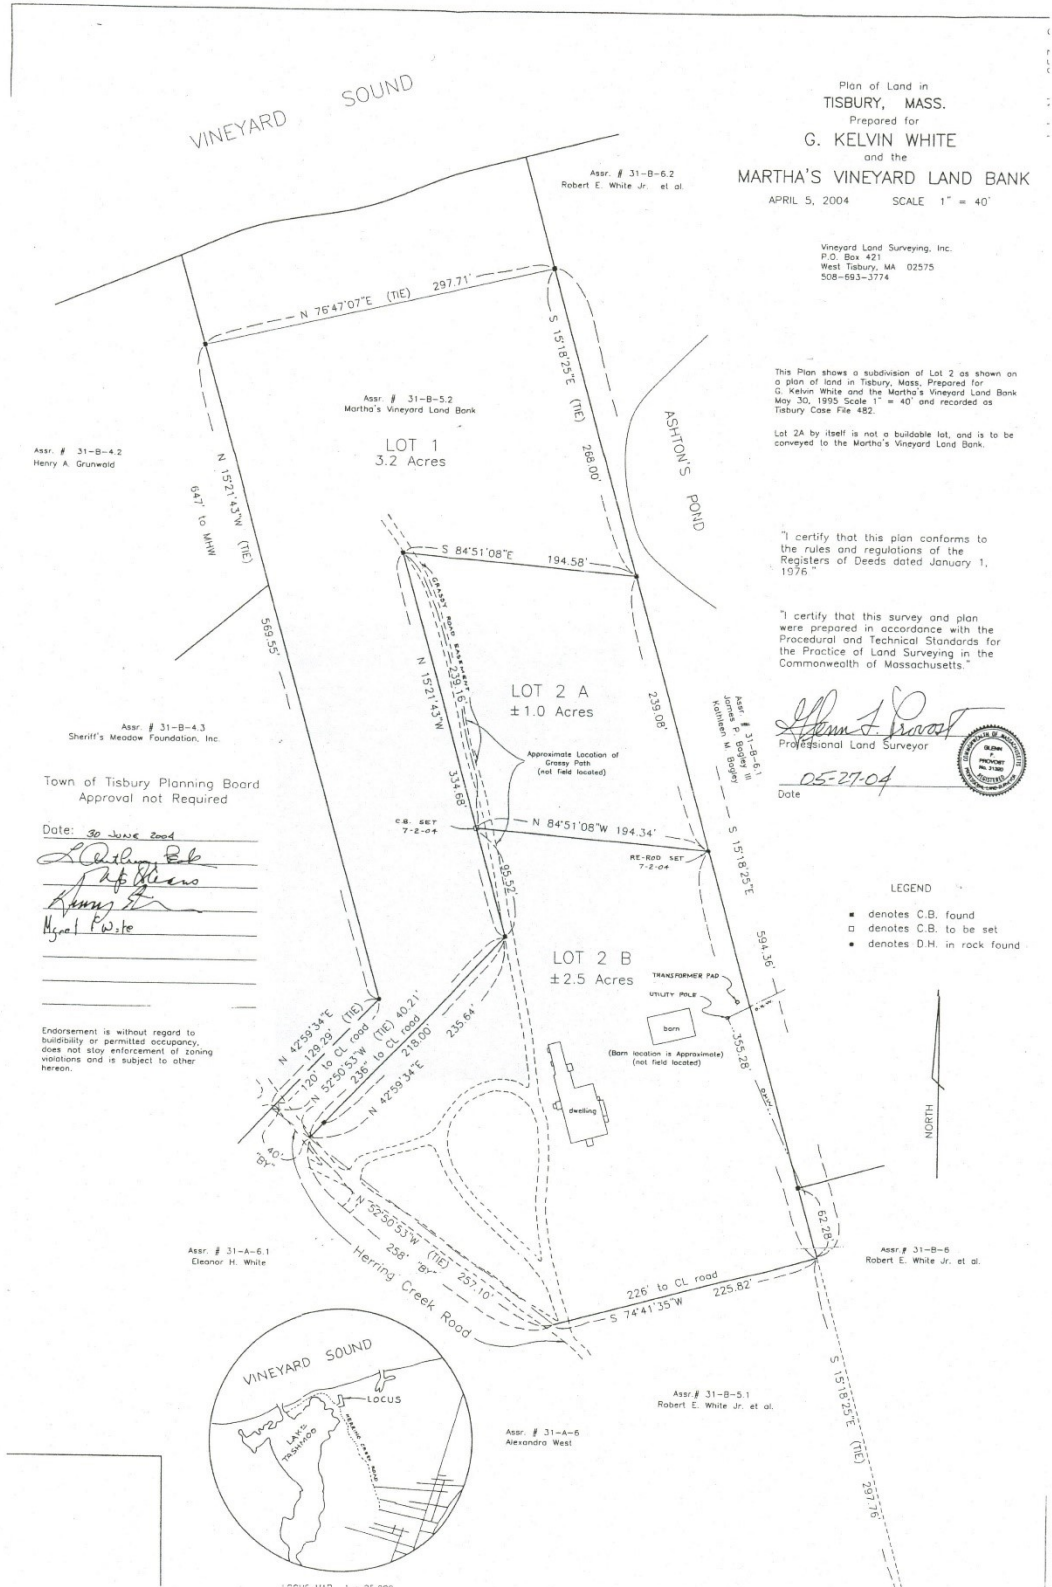 VINEYARD SOUND
Plan of Land in
TISBURY, MASS.
Prepared for
G. KELVIN WHITE
and the
MARTHA'S VINEYARD LAND BANK
APRIL 5, 2004 SCALE 1" = 40'
Vineyard Land Surveying, Inc.
P.O. Box 421
West Tisbury, MA 02575
508-693-3774
Assr. # 31-B-6.2
Robert E. White Jr. et al.
N 76°47'07"E (TIE) 297.71'
S 15°18'25"E (TIE) 268.00'
This Plan shows a subdivision of Lot 2 as shown on
a plan of land in Tisbury, Mass, Prepared for
G. Kelvin White and the Martha's Vineyard Land Bank
May 30, 1995 Scale 1" = 40' and recorded as
Tisbury Case File 482.
Lot 2A by itself is not a buildable lot, and is to be
conveyed to the Martha's Vineyard Land Bank.
Assr. # 31-B-5.2
Martha's Vineyard Land Bank
LOT 1
3.2 Acres
ASHTON'S POND
Assr. # 31-B-4.2
Henry A. Grunwald
N 15°21'43"W (TIE)
647' to MHW
569.55'
S 84°51'08"E 194.58'
"I certify that this plan conforms to
the rules and regulations of the
Registers of Deeds dated January 1,
1976."
"I certify that this survey and plan
were prepared in accordance with the
Procedural and Technical Standards for
the Practice of Land Surveying in the
Commonwealth of Massachusetts."
Glenn F. Provost
Professional Land Surveyor
COMMONWEALTH OF MASSACHUSETTS
GLENN
F.
PROVOST
REGISTERED
PROFESSIONAL LAND SURVEYOR
05-27-04
Date
GRASSY ROAD EASEMENT
239.16'
N 15°21'43"W
334.68'
LOT 2 A
±1.0 Acres
239.08'
Assr. # 31-B-6.1
James P. Bagley III
Kathleen M. Bagley
Approximate Location of
Grassy Path
(not field located)
Assr. # 31-B-4.3
Sheriff's Meadow Foundation, Inc.
Town of Tisbury Planning Board
Approval not Required
Date: 30 JUNE 2004
C.B. SET
7-2-04
N 84°51'08"W 194.34'
RE-ROD SET
7-2-04
S 15°18'25"E
594.36'
95.52'
LEGEND
denotes C.B. found
denotes C.B. to be set
denotes D.H. in rock found
LOT 2 B
±2.5 Acres
TRANSFORMER PAD
UTILITY POLE
barn
(Barn location is Approximate)
(not field located)
355.28'
OHW
dwelling
NORTH
Endorsement is without regard to
buildibility or permitted occupancy,
does not stay enforcement of zoning
violations and is subject to other
hereon.
N 42°59'34"E
129.29' (TIE)
120' to CL road
N 52°50'53"W (TIE) 40.21'
236' to CL road
218.00'
235.64'
N 42°59'34"E
40'
"BY"
N 52°50'53"W (TIE) 257.10'
258' "BY"
Herring Creek Road
62.28'
Assr. # 31-A-6.1
Eleanor H. White
Assr. # 31-B-6
Robert E. White Jr. et al.
226' to CL road
S 74°41'35"W 225.82'
S 15°18'25"E (TIE) 297.76'
Assr. # 31-B-5.1
Robert E. White Jr. et al.
Assr. # 31-A-6
Alexandra West
VINEYARD SOUND
LOCUS
LAKE
TASHMOO
HERRING CREEK ROAD